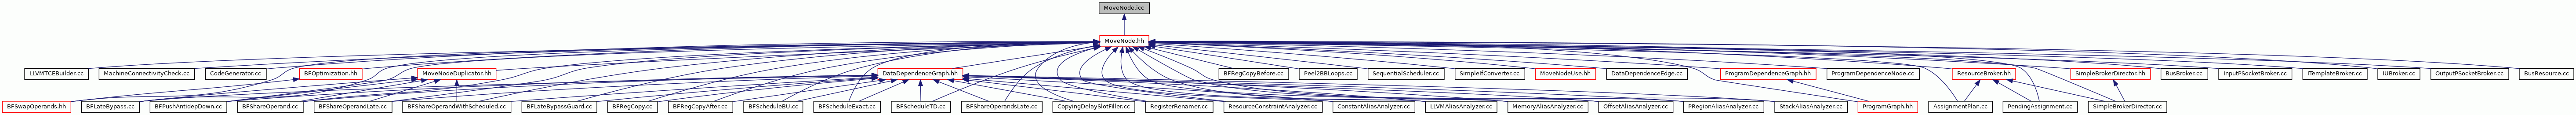 MoveNode.icc
MoveNode.hh
LLVMTCEBuilder.cc
MachineConnectivityCheck.cc
CodeGenerator.cc
BFOptimization.hh
MoveNodeDuplicator.hh
DataDependenceGraph.hh
BFRegCopyBefore.cc
Peel2BBLoops.cc
SequentialScheduler.cc
SimpleIfConverter.cc
MoveNodeUse.hh
DataDependenceEdge.cc
ProgramDependenceGraph.hh
ProgramDependenceNode.cc
ResourceBroker.hh
SimpleBrokerDirector.hh
BusBroker.cc
InputPSocketBroker.cc
ITemplateBroker.cc
IUBroker.cc
OutputPSocketBroker.cc
BusResource.cc
BFSwapOperands.hh
BFLateBypass.cc
BFPushAntidepDown.cc
BFShareOperand.cc
BFShareOperandLate.cc
BFShareOperandWithScheduled.cc
BFLateBypassGuard.cc
BFRegCopy.cc
BFRegCopyAfter.cc
BFScheduleBU.cc
BFScheduleExact.cc
BFScheduleTD.cc
BFShareOperandsLate.cc
CopyingDelaySlotFiller.cc
RegisterRenamer.cc
ResourceConstraintAnalyzer.cc
ConstantAliasAnalyzer.cc
LLVMAliasAnalyzer.cc
MemoryAliasAnalyzer.cc
OffsetAliasAnalyzer.cc
PRegionAliasAnalyzer.cc
StackAliasAnalyzer.cc
ProgramGraph.hh
AssignmentPlan.cc
PendingAssignment.cc
SimpleBrokerDirector.cc